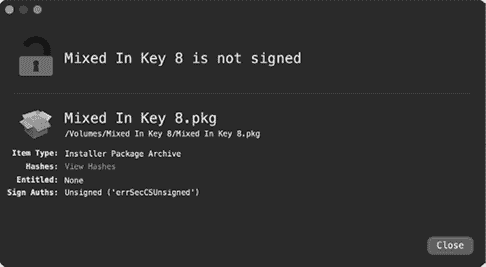 Mixed In Key 8 is not signed
Mixed In Key 8.pkg
/Volumes/Mixed In Key 8/Mixed In Key 8.pkg
Item Type: Installer Package Archive
Hashes: View Hashes
Entitled: None
Sign Auths: Unsigned ('errSecCSUnsigned')
Close